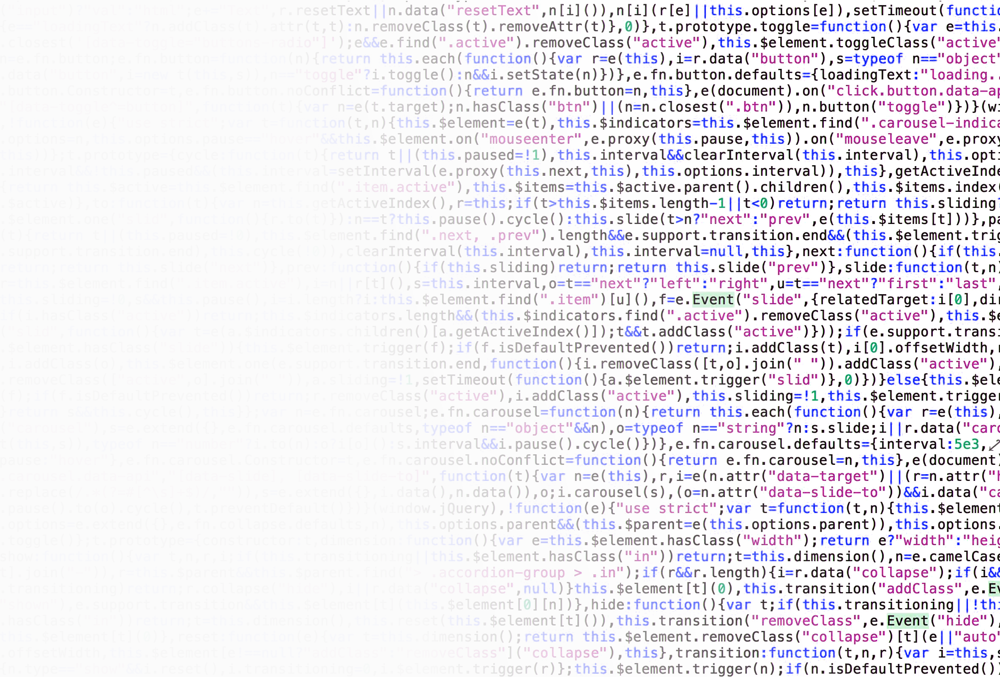 ("input")?"val":"html";e+="Text",r.resetText||n.data("resetText",n[i]()),n[i](r[e]||this.options[e]),setTimeout(functio
{e=="loadingText"?n.addClass(t).attr(t,t):n.removeClass(t).removeAttr(t)},0)},t.prototype.toggle=function(){var e=this.
.closest('[data-toggle="buttons-radio"]');e&&e.find(".active").removeClass("active"),this.$element.toggleClass("active"
n=e.fn.button;e.fn.button=function(n){return this.each(function(){var r=e(this),i=r.data("button"),s=typeof n=="object"
.data("button",i=new t(this,s)),n=="toggle"?i.toggle():n&&i.setState(n)})},e.fn.button.defaults={loadingText:"loading..
.button.Constructor=t,e.fn.button.noConflict=function(){return e.fn.button=n,this},e(document).on("click.button.data-ap
"[data-toggle^=button]",function(t){var n=e(t.target);n.hasClass("btn")||(n=n.closest(".btn")),n.button("toggle")})}(wi
,!function(e){"use strict";var t=function(t,n){this.$element=e(t),this.$indicators=this.$element.find(".carousel-indica
.options=n,this.options.pause=="hover"&&this.$element.on("mouseenter",e.proxy(this.pause,this)).on("mouseleave",e.proxy
this))};t.prototype={cycle:function(t){return t||(this.paused=!1),this.interval&&clearInterval(this.interval),this.opti
.interval&&!this.paused&&(this.interval=setInterval(e.proxy(this.next,this),this.options.interval)),this},getActiveInde
{return this.$active=this.$element.find(".item.active"),this.$items=this.$active.parent().children(),this.$items.index(
.$active)},to:function(t){var n=this.getActiveIndex(),r=this;if(t>this.$items.length-1||t<0)return;return this.sliding?
.$element.one("slid",function(){r.to(t)}):n==t?this.pause().cycle():this.slide(t>n?"next":"prev",e(this.$items[t]))},pa
(t){return t||(this.paused=!0),this.$element.find(".next, .prev").length&&e.support.transition.end&&(this.$element.trig
.support.transition.end),this.cycle(!0)),clearInterval(this.interval),this.interval=null,this},next:function(){if(this.
return;return this.slide("next")},prev:function(){if(this.sliding)return;return this.slide("prev")},slide:function(t,n)
r=this.$element.find(".item.active"),i=n||r[t](),s=this.interval,o=t=="next"?"left":"right",u=t=="next"?"first":"last",
this.sliding=!0,s&&this.pause(),i=i.length?i:this.$element.find(".item")[u](),f=e.Event("slide",{relatedTarget:i[0],dir
if(i.hasClass("active"))return;this.$indicators.length&&(this.$indicators.find(".active").removeClass("active"),this.$e
("slid",function(){var t=e(a.$indicators.children()[a.getActiveIndex()]);t&&t.addClass("active")}));if(e.support.transi
.$element.hasClass("slide")){this.$element.trigger(f);if(f.isDefaultPrevented())return;i.addClass(t),i[0].offsetWidth,r
,i.addClass(o),this.$element.one(e.support.transition.end,function(){i.removeClass([t,o].join(" ")).addClass("active"),
.removeClass(["active",o].join(" ")),a.sliding=!1,setTimeout(function(){a.$element.trigger("slid")},0)})}else{this.$ele
(f);if(f.isDefaultPrevented())return;r.removeClass("active"),i.addClass("active"),this.sliding=!1,this.$element.trigger
}return s&&this.cycle(),this}};var n=e.fn.carousel;e.fn.carousel=function(n){return this.each(function(){var r=e(this),
("carousel"),s=e.extend({},e.fn.carousel.defaults,typeof n=="object"&&n),o=typeof n=="string"?n:s.slide;i||r.data("caro
t(this,s)),typeof n=="number"?i.to(n):o?i[o]():s.interval&&i.pause().cycle()})},e.fn.carousel.defaults={interval:5e3,
pause:"hover"},e.fn.carousel.Constructor=t,e.fn.carousel.noConflict=function(){return e.fn.carousel=n,this},e(document)
.carousel.data-api","[data-slide], [data-slide-to]",function(t){var n=e(this),r,i=e(n.attr("data-target")||(r=n.attr("h
.replace(/.*(?=#[^\s]+$)/,"")),s=e.extend({},i.data(),n.data()),o;i.carousel(s),(o=n.attr("data-slide-to"))&&i.data("ca
.pause().to(o).cycle(),t.preventDefault()})}(window.jQuery),!function(e){"use strict";var t=function(t,n){this.$element
.options=e.extend({},e.fn.collapse.defaults,n),this.options.parent&&(this.$parent=e(this.options.parent)),this.options.
.toggle()};t.prototype={constructor:t,dimension:function(){var e=this.$element.hasClass("width");return e?"width":"heig
show:function(){var t,n,r,i;if(this.transitioning||this.$element.hasClass("in"))return;t=this.dimension(),n=e.camelCase
t].join("-")),r=this.$parent&&this.$parent.find("> .accordion-group > .in");if(r&&r.length){i=r.data("collapse");if(i&&
.transitioning)return;r.collapse("hide"),i||r.data("collapse",null)}this.$element[t](0),this.transition("addClass",e.Ev
"shown"),e.support.transition&&this.$element[t](this.$element[0][n])},hide:function(){var t;if(this.transitioning||!thi
.hasClass("in"))return;t=this.dimension(),this.reset(this.$element[t]()),this.transition("removeClass",e.Event("hide"),
this.$element[t](0)},reset:function(e){var t=this.dimension();return this.$element.removeClass("collapse")[t](e||"auto"
.offsetWidth,this.$element[e!==null?"addClass":"removeClass"]("collapse"),this},transition:function(t,n,r){var i=this,s
{n.type=="show"&&i.reset(),i.transitioning=0,i.$element.trigger(r)};this.$element.trigger(n);if(n.isDefaultPrevented())